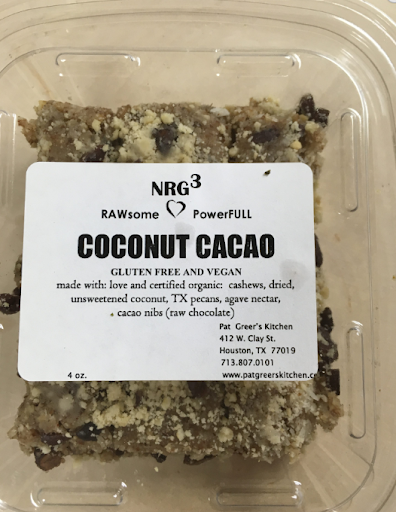 NRG3
RAWsome PowerFULL
COCONUT CACAO
GLUTEN FREE AND VEGAN
made with: love and certified organic: cashews, dried,
unsweetened coconut, TX pecans, agave nectar,
cacao nibs (raw chocolate)
Pat Greer's Kitchen
412 W. Clay St.
Houston, TX 77019
713.807.0101
4 oz. www.patgreerskitchen.c